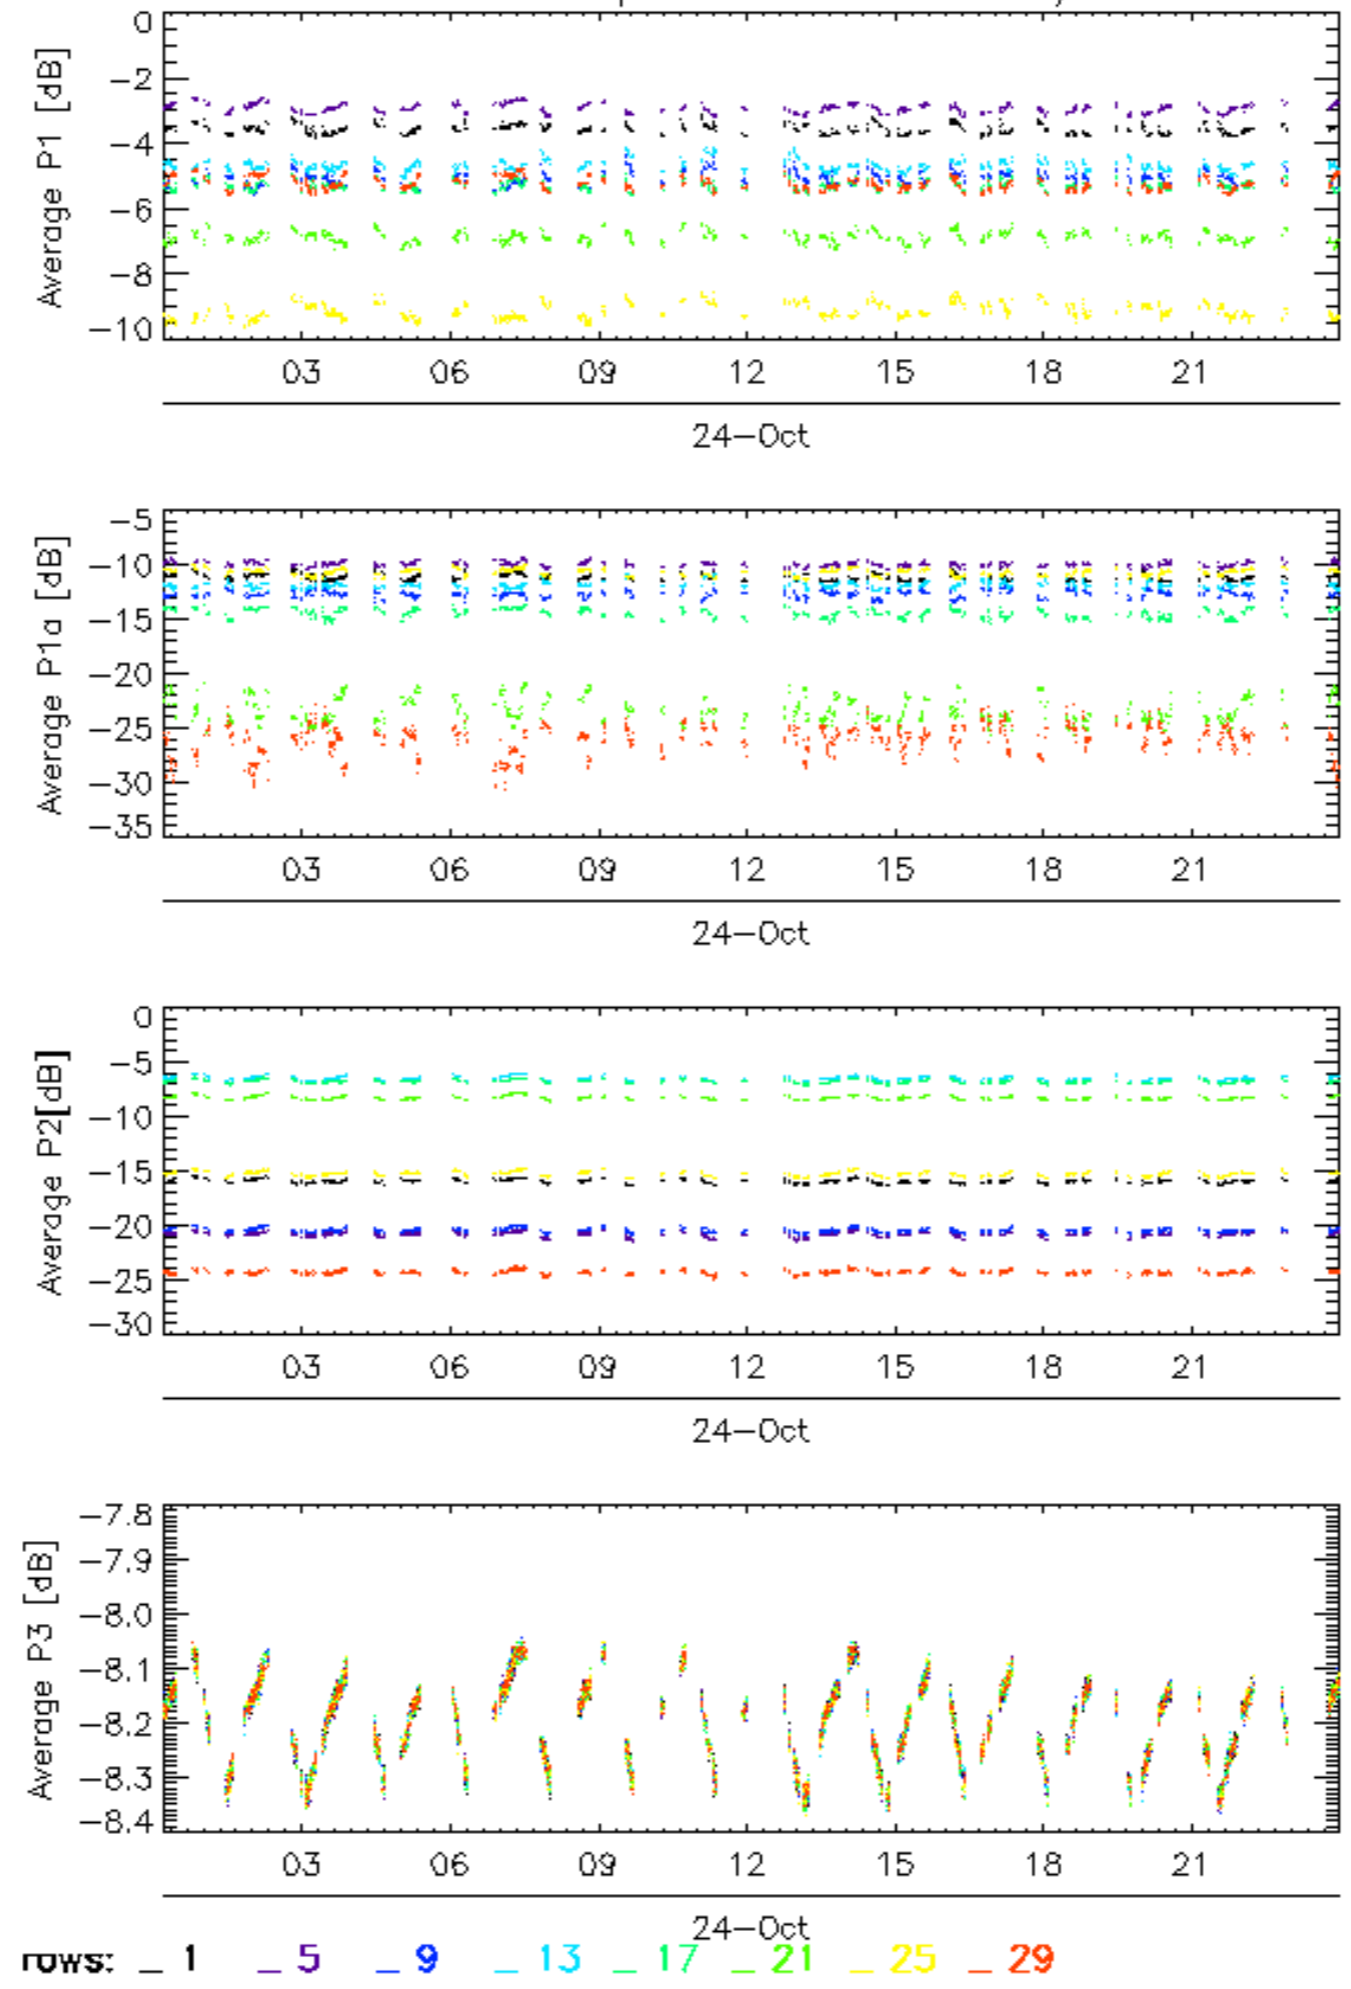 0
−2
−4
−6
−8
−10
Average P1 [dB]
03 06 09 12 15 18 21
24−Oct
−5
−10
−15
−20
−25
−30
−35
Average P1a [dB]
03 06 09 12 15 18 21
24−Oct
0
−5
−10
−15
−20
−25
−30
Average P2[dB]
03 06 09 12 15 18 21
24−Oct
−7.8
−7.9
−8.0
−8.1
−8.2
−8.3
−8.4
Average P3 [dB]
03 06 09 12 15 18 21
24−Oct
rows: _ 1 _ 5 _ 9 _ 13 _ 17 _ 21 _ 25 _ 29